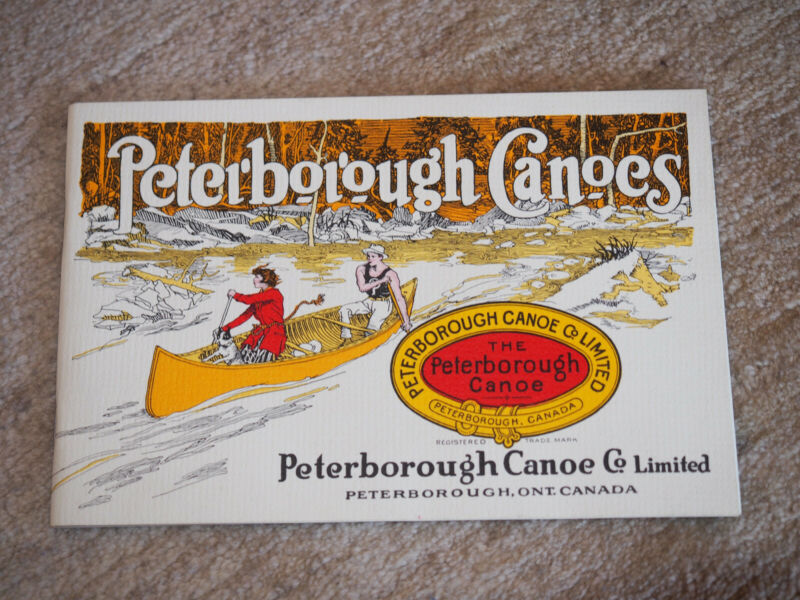 Peterborough Canoes
PETERBOROUGH CANOE Co LIMITED
THE
Peterborough
Canoe
PETERBOROUGH, CANADA
REGISTERED TRADE MARK
Peterborough Canoe Co Limited
PETERBOROUGH, ONT. CANADA